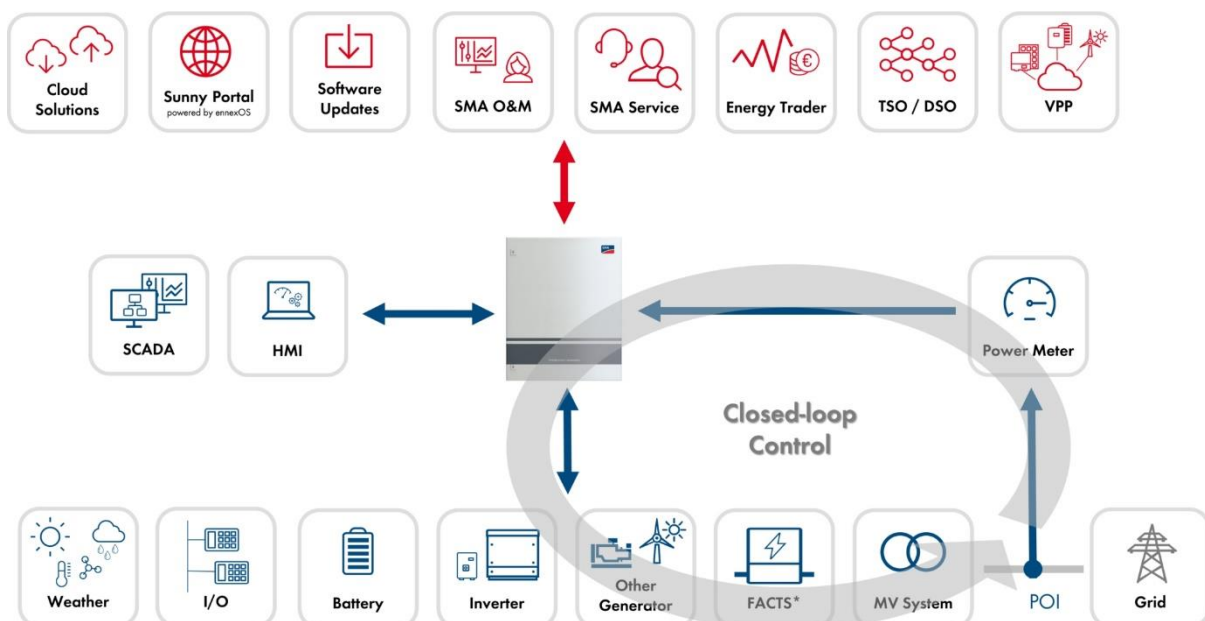 Cloud
Solutions
Sunny Portal
powered by ennexOS
Software
Updates
SMA O&M
SMA Service
Energy Trader
TSO / DSO
VPP
SCADA
HMI
Power Meter
Closed-loop
Control
Weather
I/O
Battery
Inverter
Other
Generator
FACTS*
MV System
POI
Grid